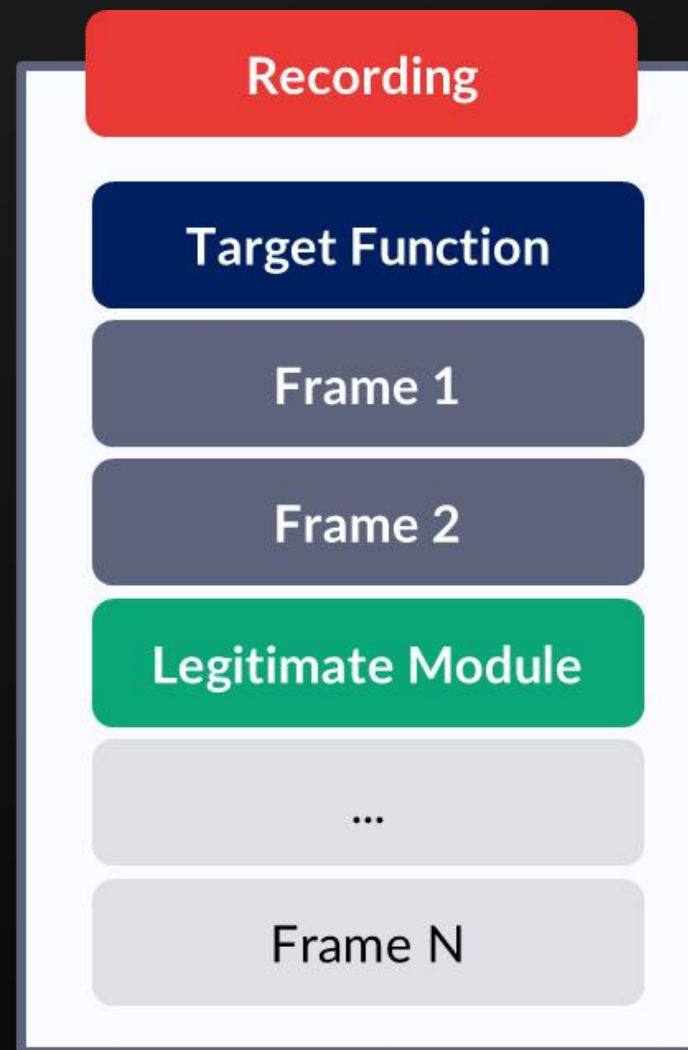 Recording
Target Function
Frame 1
Frame 2
Legitimate Module
...
Frame N